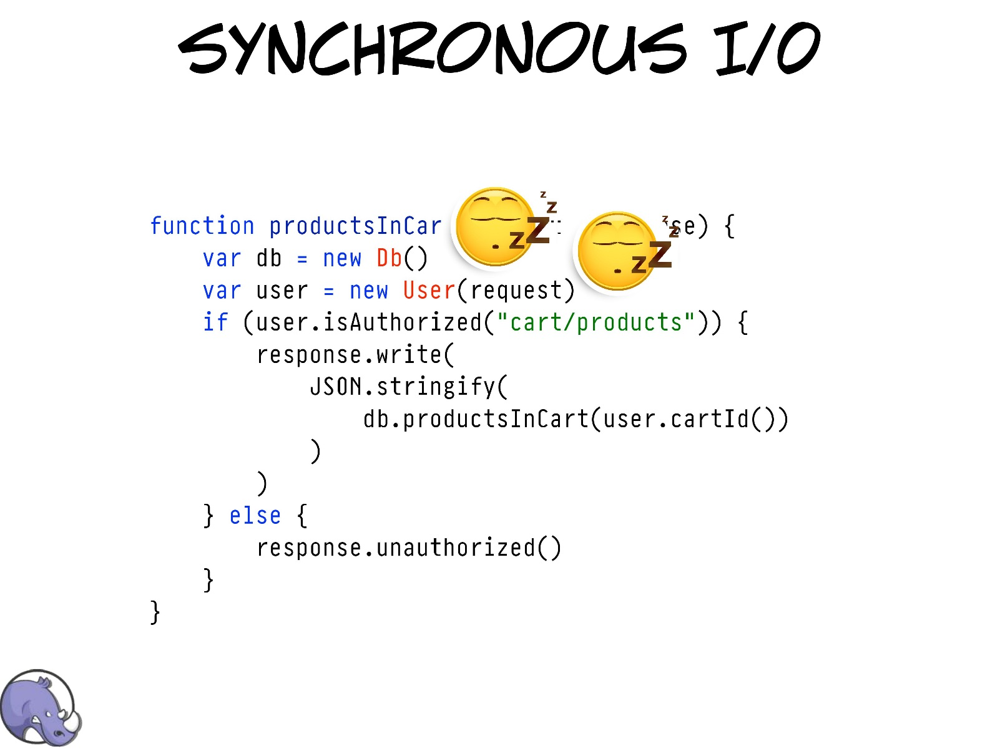 SYNCHRONOUS I/O
function productsInCar se) {
    var db = new Db()
    var user = new User(request)
    if (user.isAuthorized("cart/products")) {
        response.write(
            JSON.stringify(
                db.productsInCart(user.cartId())
            )
        )
    } else {
        response.unauthorized()
    }
}